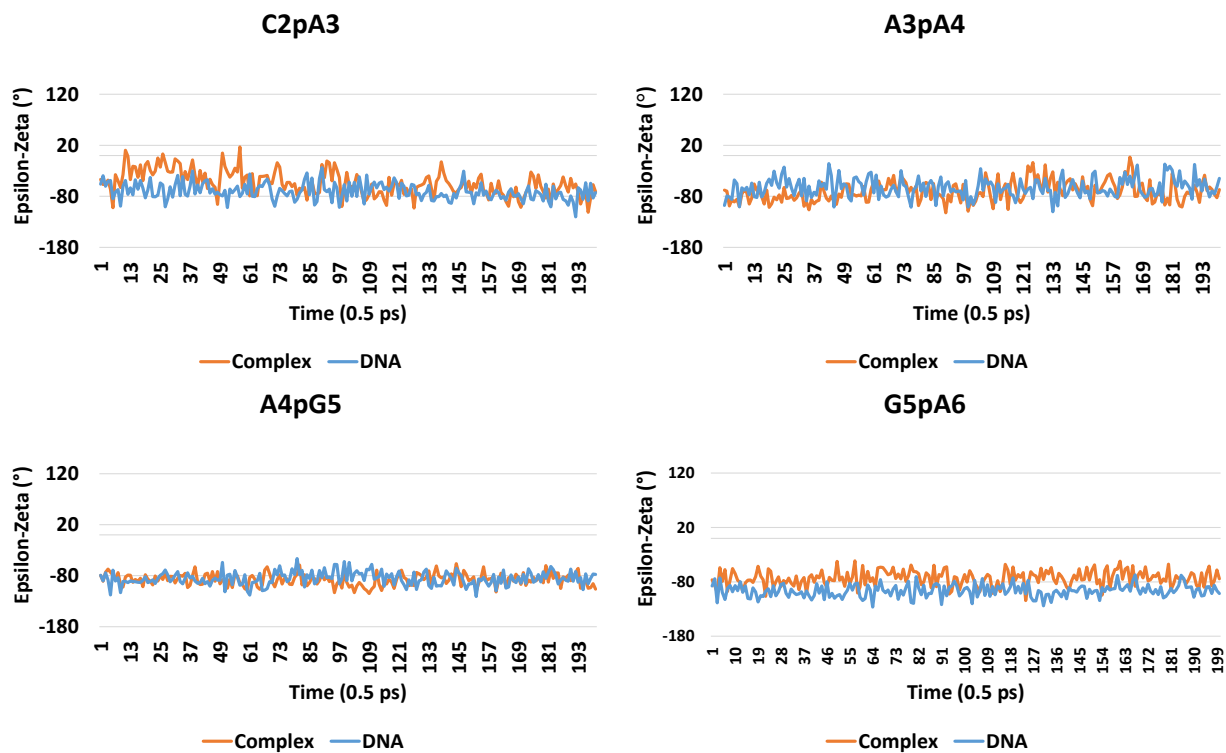 C2pA3
Epsilon-Zeta (°)
120
20
-80
-180
1 13 25 37 49 61 73 85 97 109 121 133 145 157 169 181 193
Time (0.5 ps)
Complex DNA
A3pA4
Epsilon-Zeta (°)
120
20
-80
-180
1 13 25 37 49 61 73 85 97 109 121 133 145 157 169 181 193
Time (0.5 ps)
Complex DNA
A4pG5
Epsilon-Zeta (°)
120
20
-80
-180
1 13 25 37 49 61 73 85 97 109 121 133 145 157 169 181 193
Time (0.5 ps)
Complex DNA
G5pA6
Epsilon-Zeta (°)
120
20
-80
-180
1 10 19 28 37 46 55 64 73 82 91 100 109 118 127 136 145 154 163 172 181 190 199
Time (0.5 ps)
Complex DNA